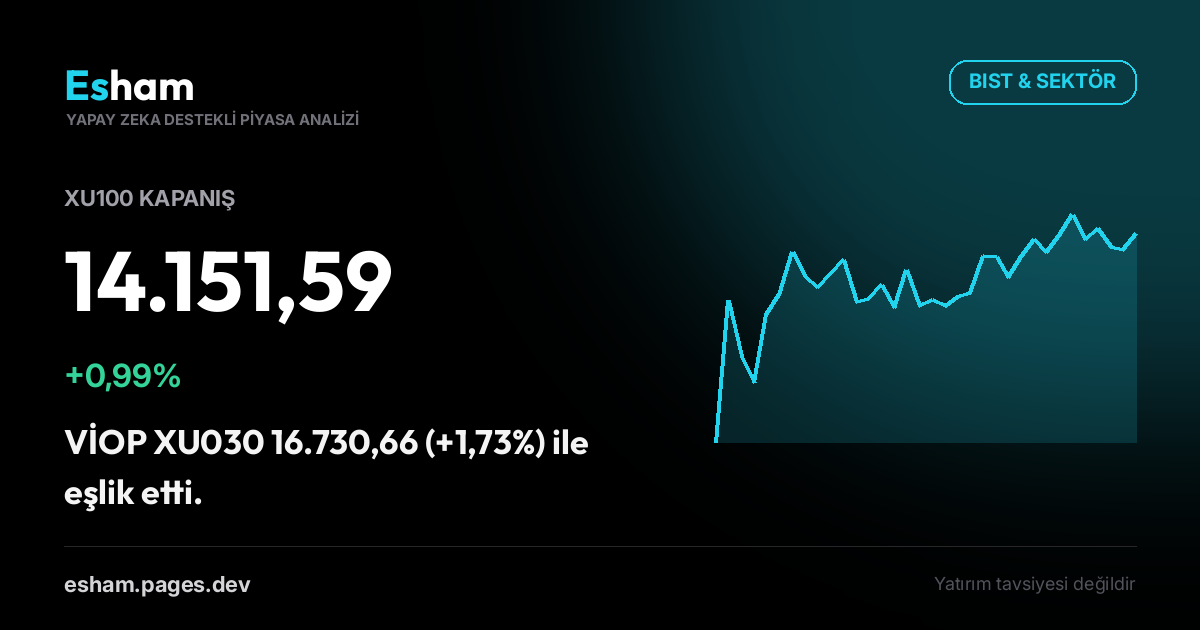 Esham
YAPAY ZEKA DESTEKLİ PİYASA ANALİZİ
BIST & SEKTÖR
XU100 KAPANIŞ
14.151,59
+0,99%
VİOP XU030 16.730,66 (+1,73%) ile
eşlik etti.
esham.pages.dev
Yatırım tavsiyesi değildir